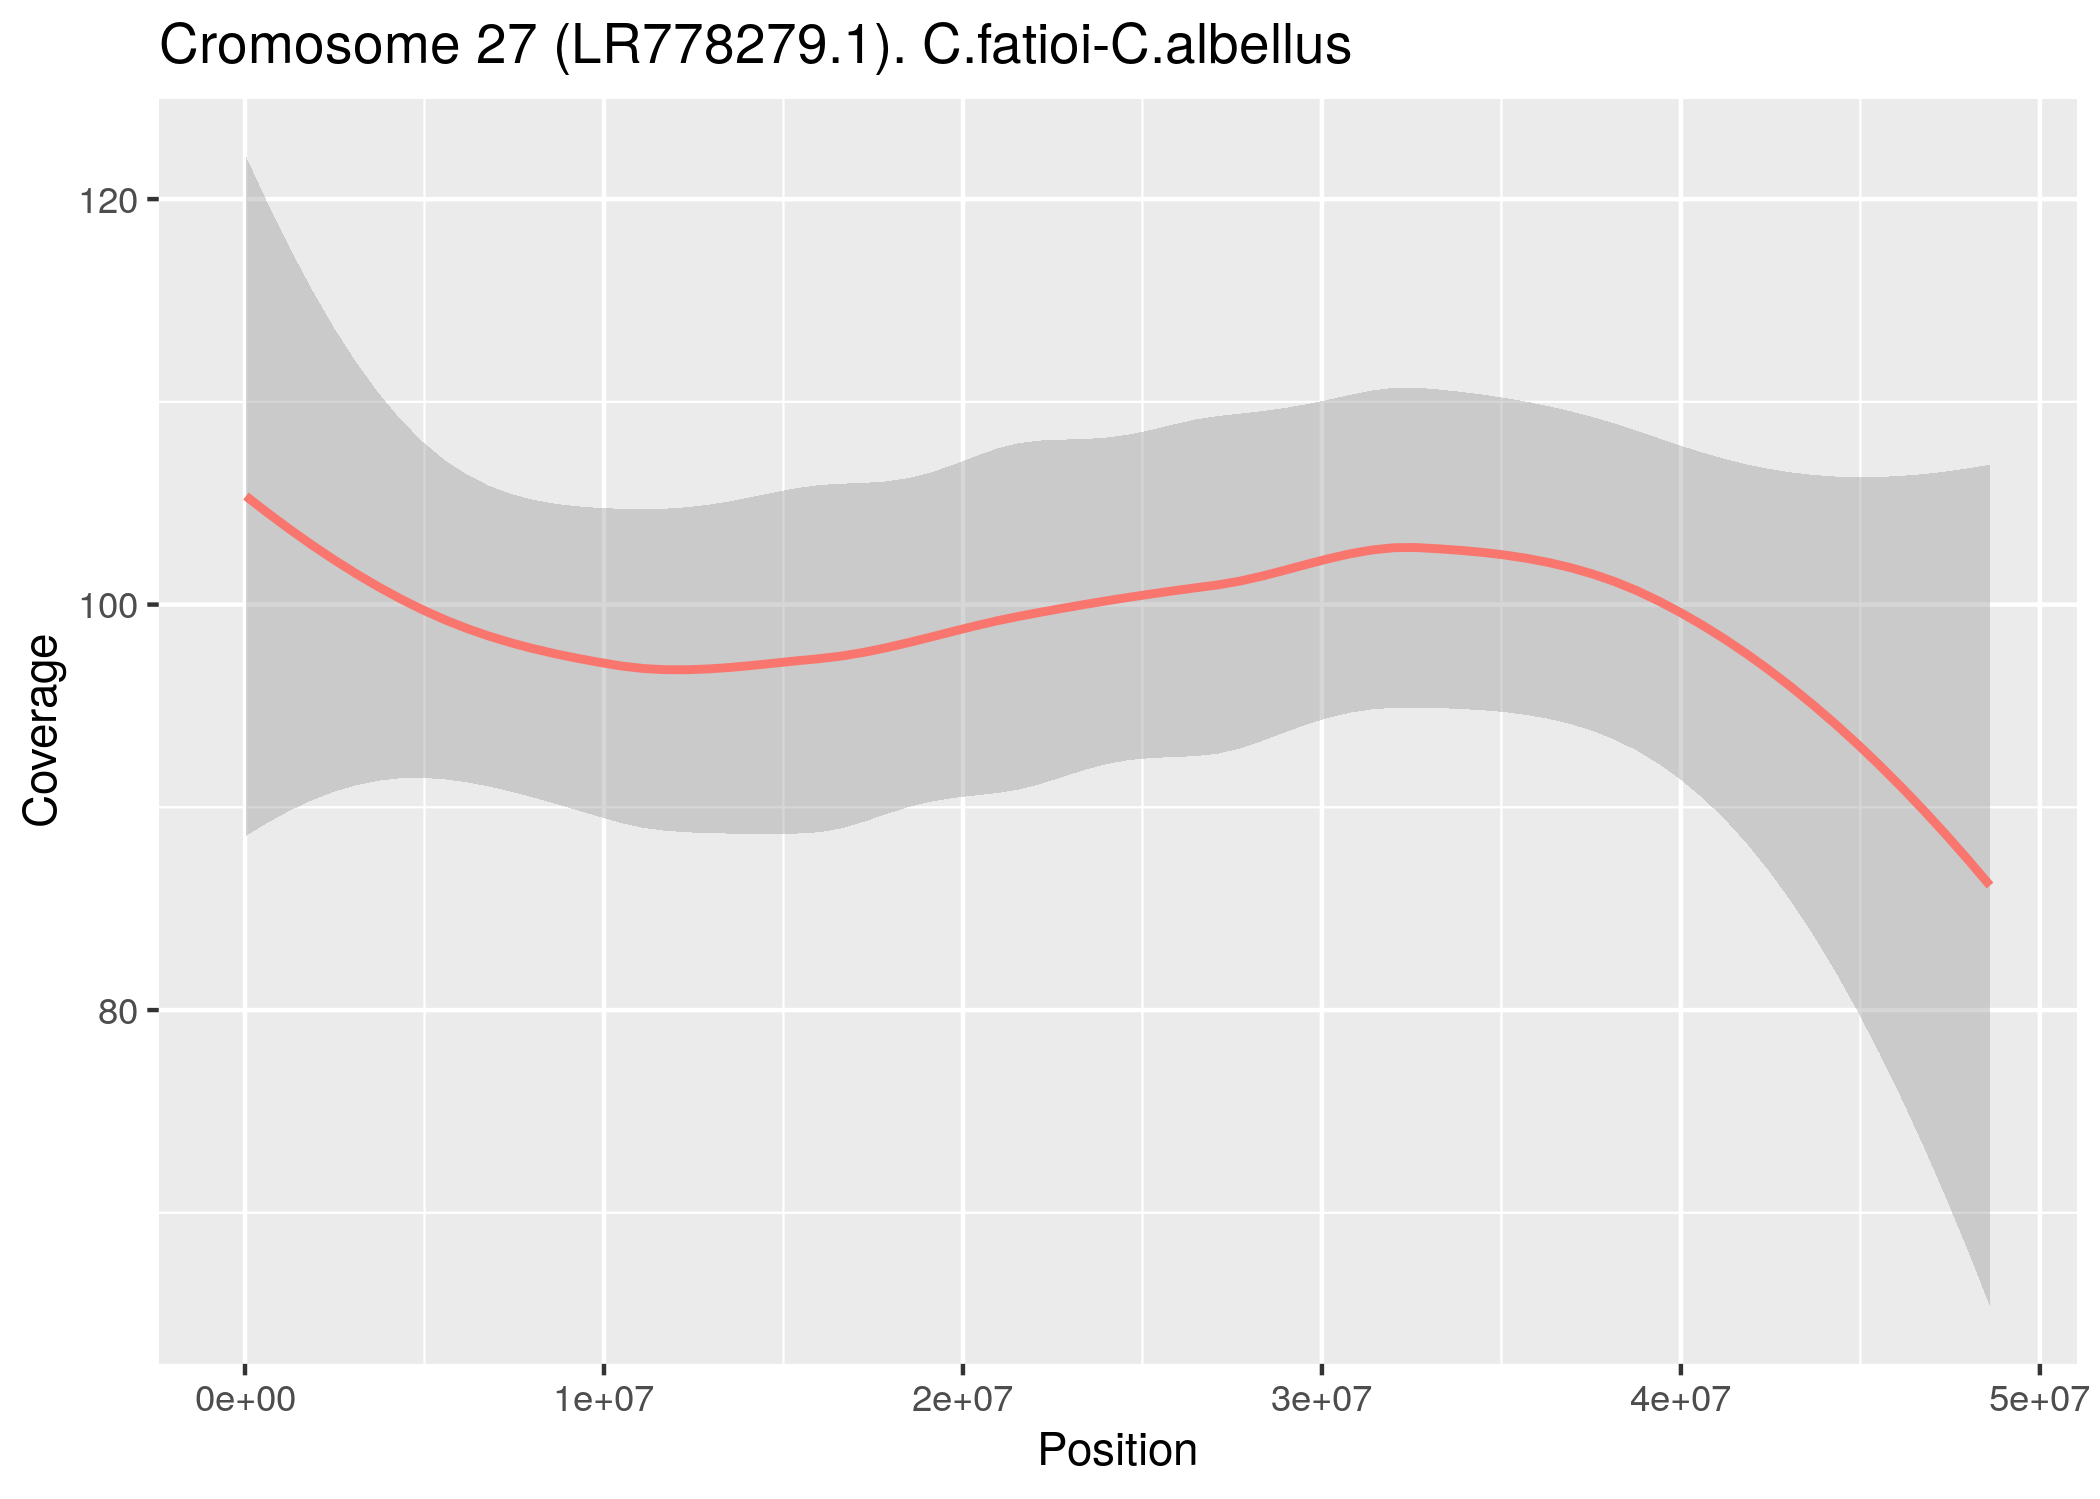 Cromosome 27 (LR778279.1). C.fatioi-C.albellus
120
100
80
Coverage
0e+00 1e+07 2e+07 3e+07 4e+07 5e+07
Position